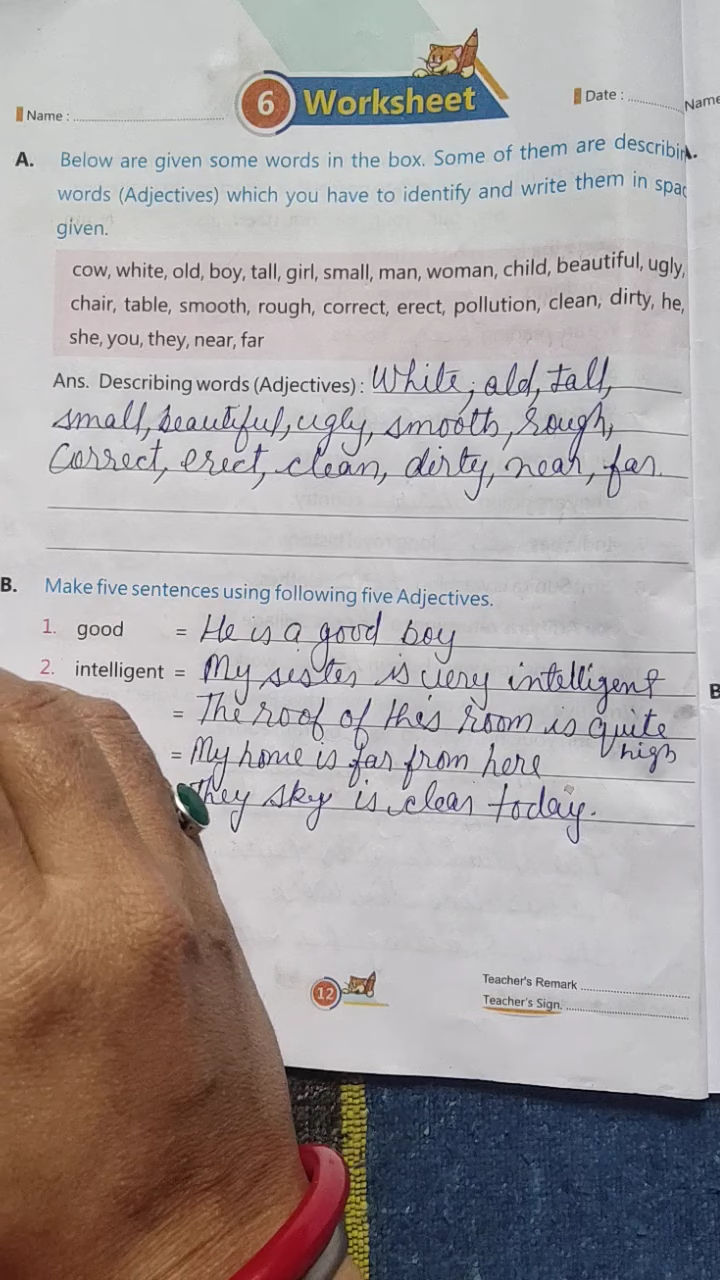 6 Worksheet
Name : Date : Name
A. Below are given some words in the box. Some of them are describin
words (Adjectives) which you have to identify and write them in spac
given.
cow, white, old, boy, tall, girl, small, man, woman, child, beautiful, ugly,
chair, table, smooth, rough, correct, erect, pollution, clean, dirty, he,
she, you, they, near, far
Ans. Describing words (Adjectives) : White, old, tall,
small, beautiful, ugly, smooth, rough,
Correct, erect, clean, dirty, near, far.
B. Make five sentences using following five Adjectives.
1. good = He is a good boy
2. intelligent = My sister is very intelligent
= The roof of this room is quite
high
= My home is far from here
They sky is clear today.
A.
B
12
Teacher's Remark
Teacher's Sign.